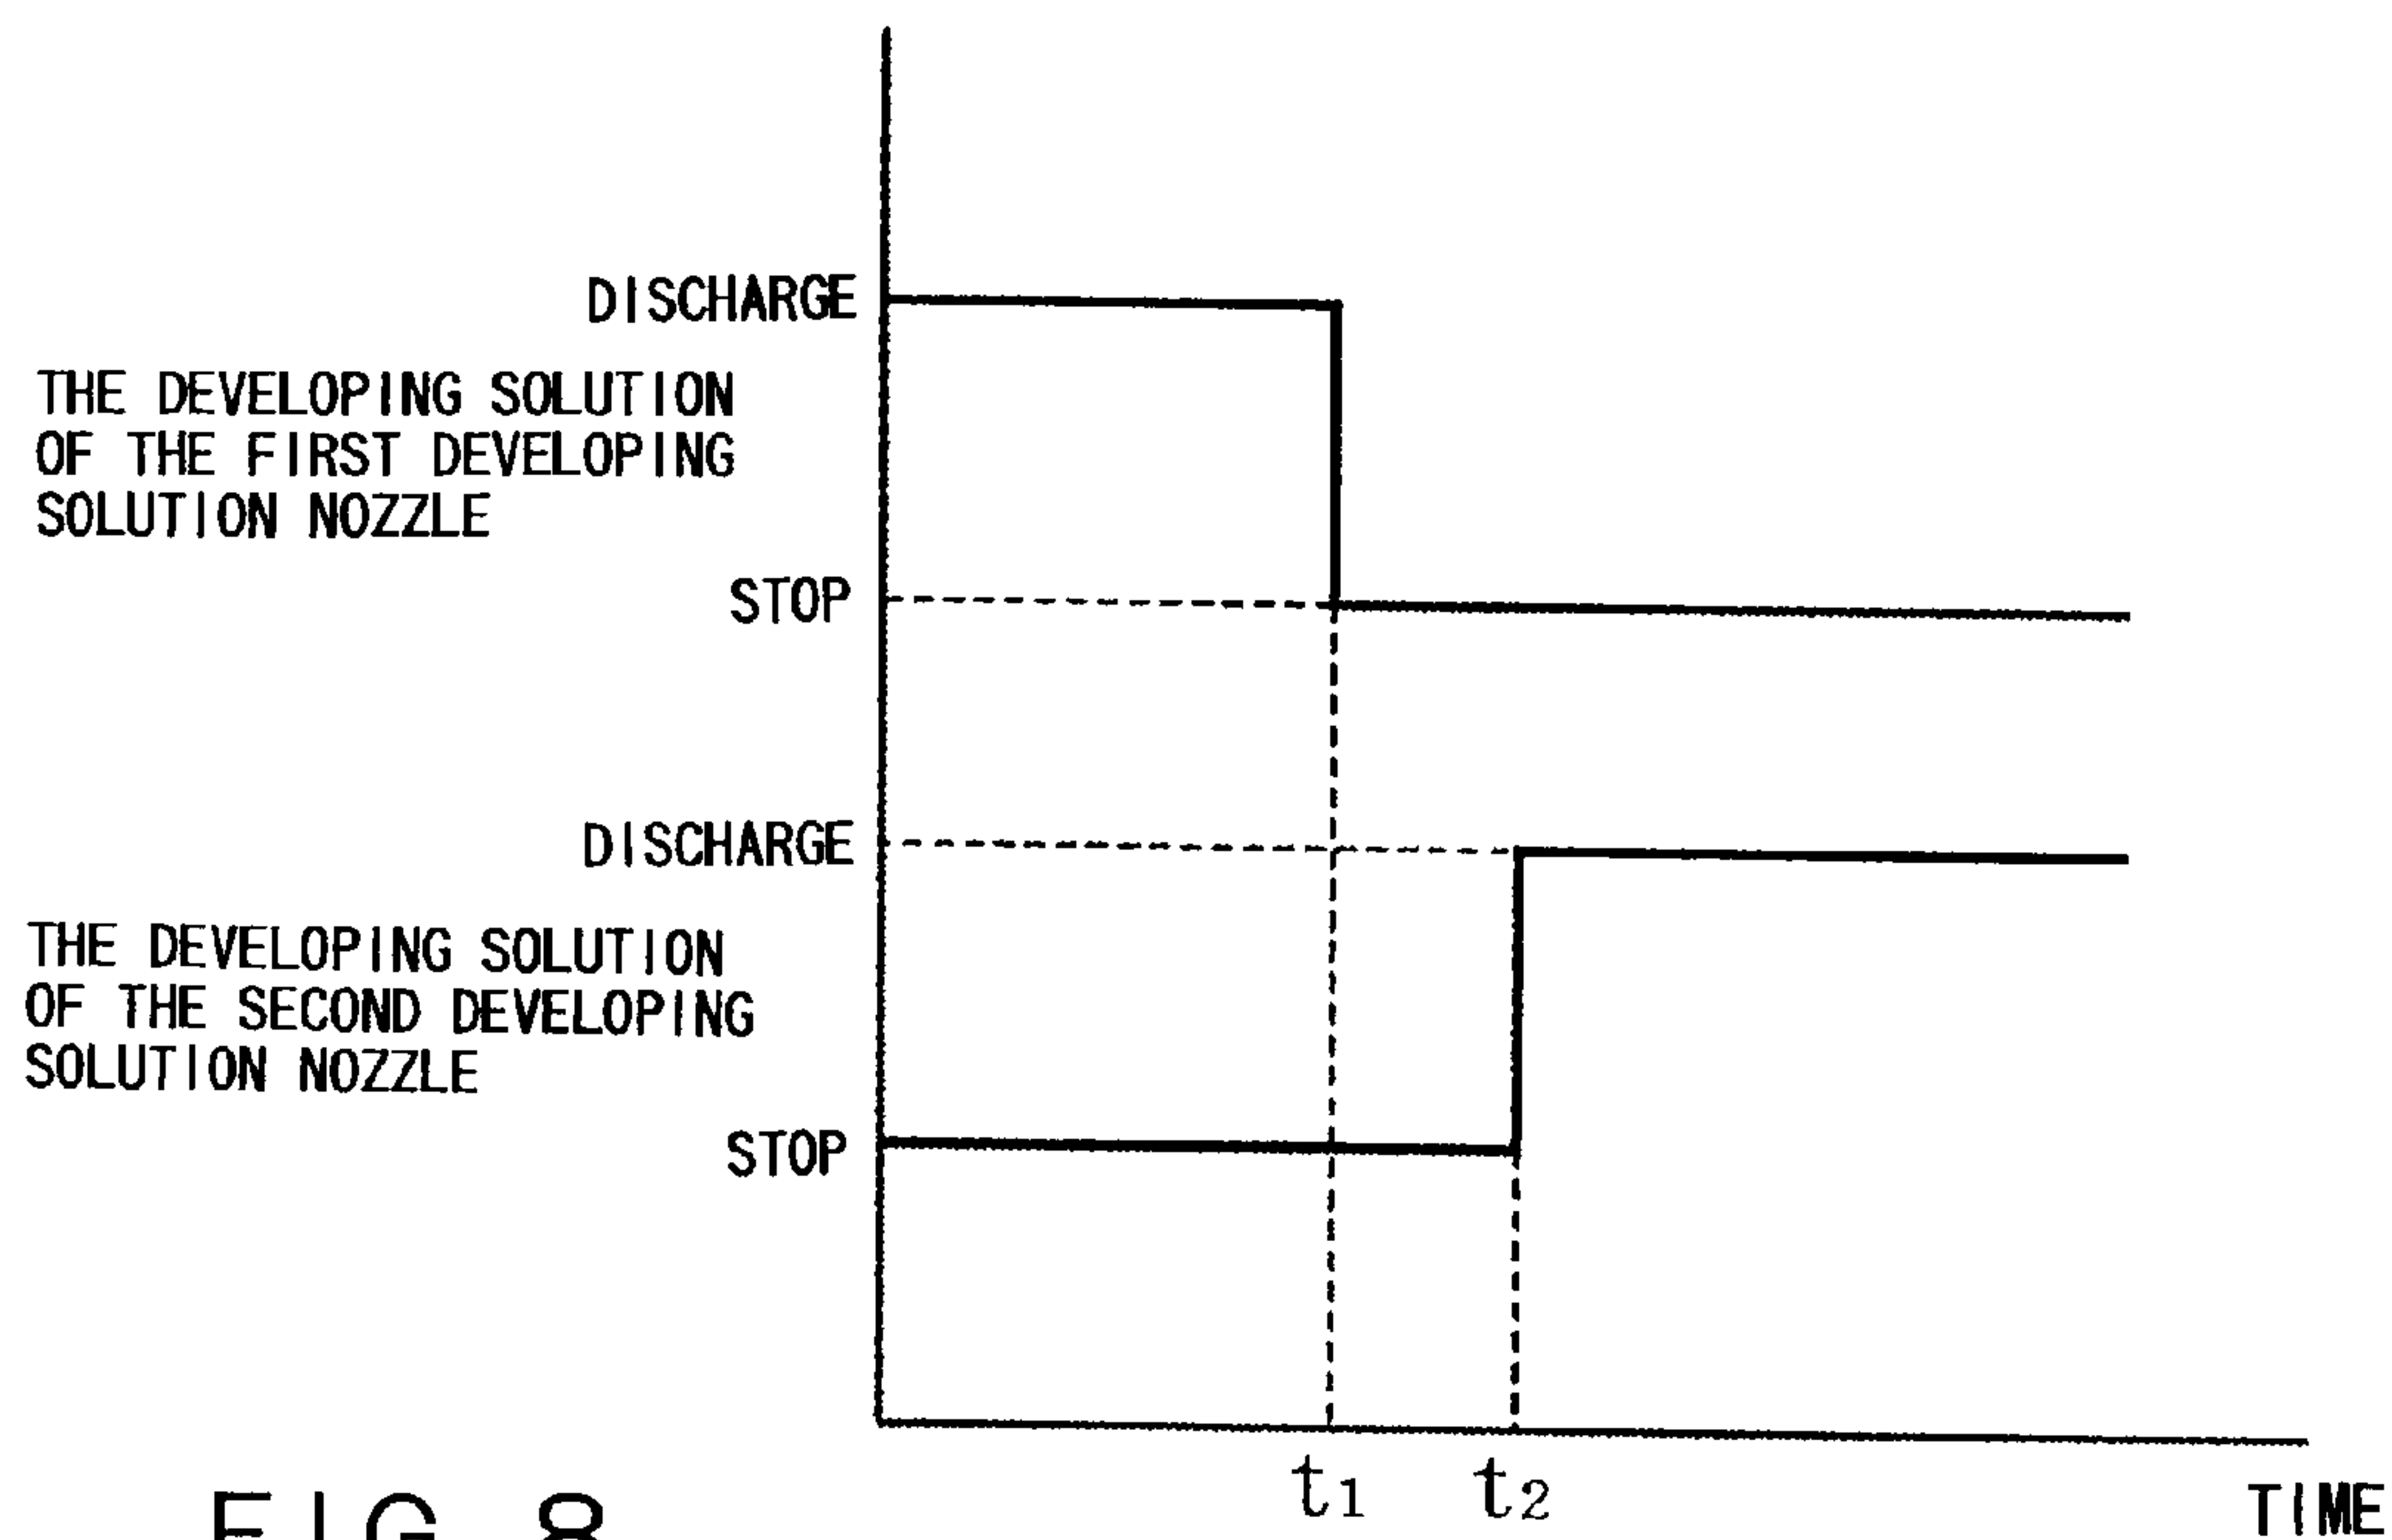 DISCHARGE
THE DEVELOPING SOLUTION
OF THE FIRST DEVELOPING
SOLUTION NOZZLE
STOP
DISCHARGE
THE DEVELOPING SOLUTION
OF THE SECOND DEVELOPING
SOLUTION NOZZLE
STOP
t1 t2
TIME
FIG 8